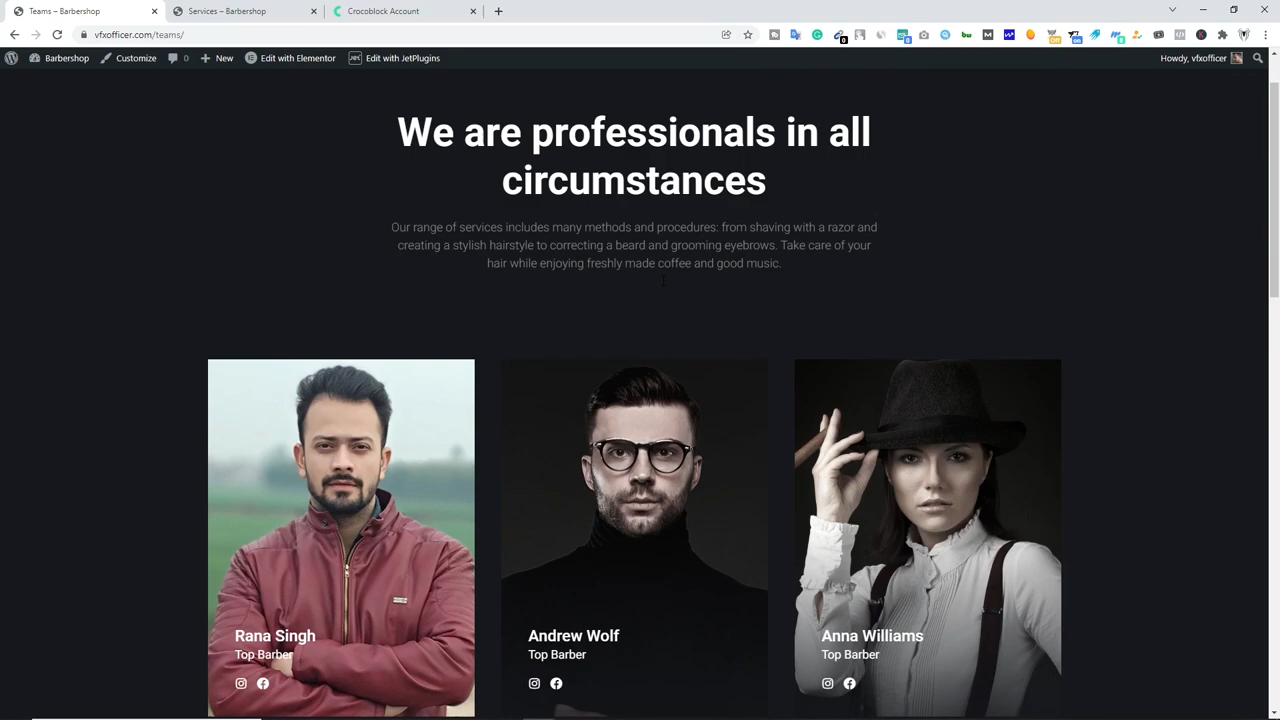 Teams – Barbershop
Services – Barbershop
Crocoblock Account
vfxofficer.com/teams/
Barbershop
Customize
0
New
Edit with Elementor
Edit with JetPlugins
Howdy, vfxofficer
We are professionals in all
circumstances
Our range of services includes many methods and procedures: from shaving with a razor and
creating a stylish hairstyle to correcting a beard and grooming eyebrows. Take care of your
hair while enjoying freshly made coffee and good music.
Rana Singh
Top Barber
Andrew Wolf
Top Barber
Anna Williams
Top Barber